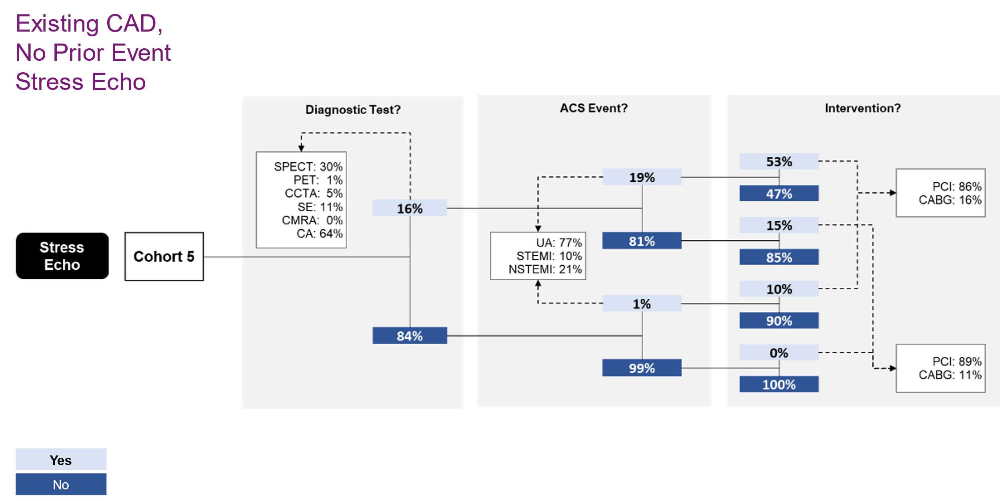 Existing CAD,
No Prior Event
Stress Echo
Diagnostic Test?
ACS Event?
Intervention?
SPECT: 30%
PET: 1%
CCTA: 5%
SE: 11%
CMRA: 0%
CA: 64%
16%
84%
Stress
Echo
Cohort 5
19%
81%
1%
99%
UA: 77%
STEMI: 10%
NSTEMI: 21%
53%
47%
15%
85%
10%
90%
0%
100%
PCI: 86%
CABG: 16%
PCI: 89%
CABG: 11%
Yes
No